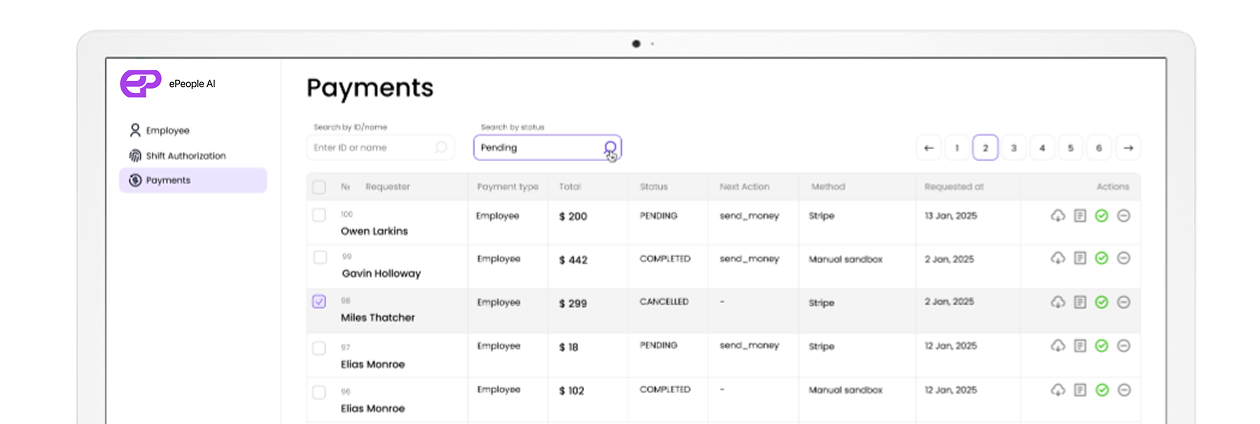 ePeople AI
Employee
Shift Authorization
Payments
Payments
Search by ID/name
Search by status
Enter ID or name
Pending
← 1 2 3 4 5 6 →
№ Requester Payment type Total Status Next Action Method Requested at Actions
100
Owen Larkins
Employee $ 200 PENDING send_money Stripe 13 Jan, 2025
99
Gavin Holloway
Employee $ 442 COMPLETED send_money Manual sandbox 2 Jan, 2025
98
Miles Thatcher
Employee $ 299 CANCELLED - Stripe 2 Jan, 2025
97
Elias Monroe
Employee $ 18 PENDING send_money Stripe 12 Jan, 2025
96
Elias Monroe
Employee $ 102 COMPLETED - Manual sandbox 12 Jan, 2025